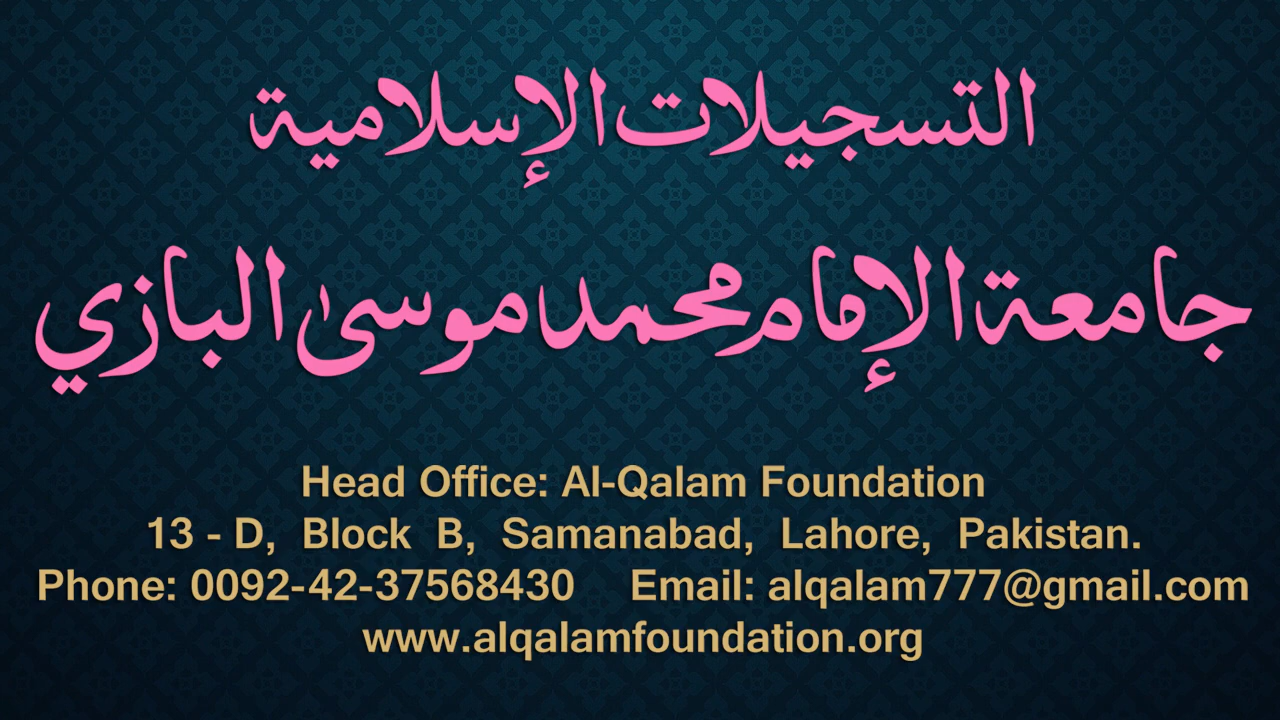 التسجيلات الإسلامية
جامعة الإمام محمد موسىٰ البازي
Head Office: Al-Qalam Foundation
13 - D, Block B, Samanabad, Lahore, Pakistan.
Phone: 0092-42-37568430 Email: alqalam777@gmail.com
www.alqalamfoundation.org